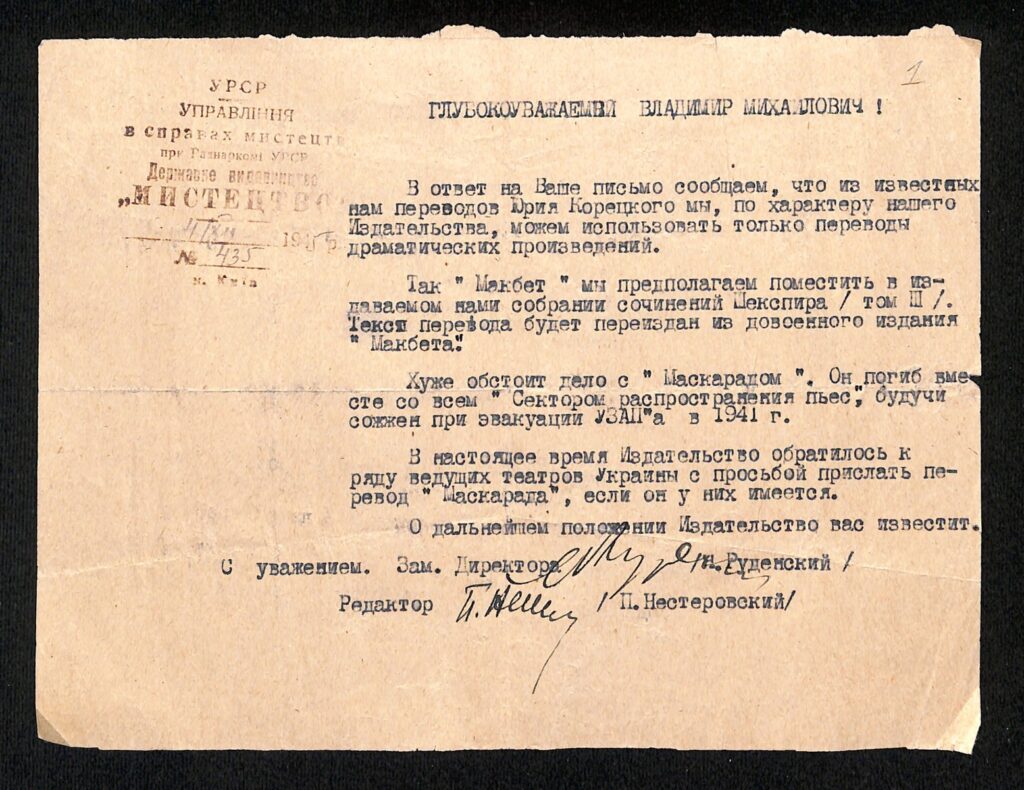 1
УРСР
УПРАВЛІННЯ
в справах мистецтв
при Раднаркомі УРСР
Державне видавництво
„МИСТЕЦТВО"
194
№ 435
м. Київ
ГЛУБОКОУВАЖАЕМЫЙ ВЛАДИМИР МИХАЙЛОВИЧ !
В ответ на Ваше письмо сообщаем, что из известных
нам переводов Юрия Корецкого мы, по характеру нашего
Издательства, можем использовать только переводы
драматических произведений.
Так " Макбет " мы предполагаем поместить в из-
даваемом нами собрании сочинений Шекспира / том Ш /.
Текст перевода будет переиздан из довоенного издания
" Макбета".
Хуже обстоит дело с " Маскарадом ". Он погиб вме-
сте со всем " Сектором распространения пьес", будучи
сожжен при эвакуации УЗАП"а в 1941 г.
В настоящее время Издательство обратилось к
ряду ведущих театров Украины с просьбой прислать пе-
ревод " Маскарада", если он у них имеется.
О дальнейшем положении Издательство вас известит.
С уважением. Зам. Директора Руденский /
Редактор / П.Нестеровский/